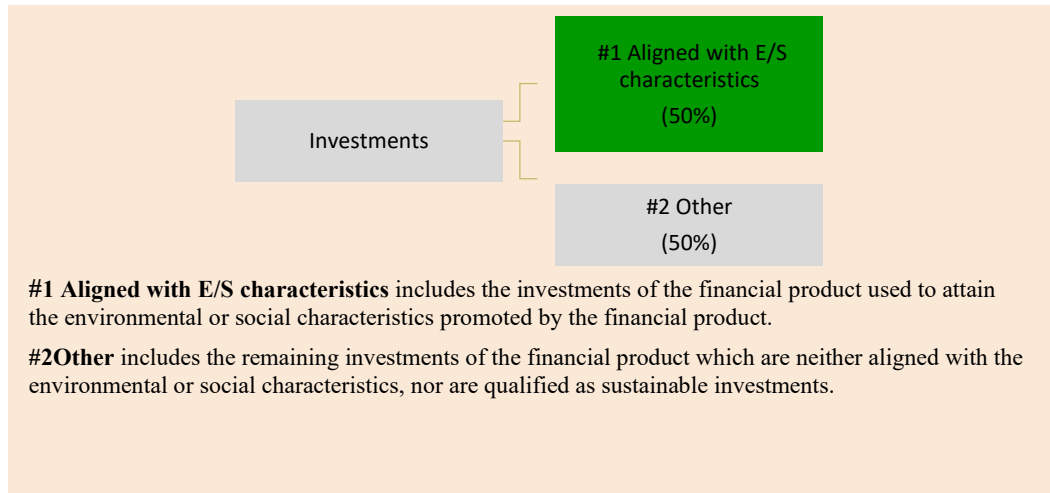 #1 Aligned with E/S
characteristics
(50%)
Investments
#2 Other
(50%)
#1 Aligned with E/S characteristics includes the investments of the financial product used to attain
the environmental or social characteristics promoted by the financial product.
#2Other includes the remaining investments of the financial product which are neither aligned with the
environmental or social characteristics, nor are qualified as sustainable investments.